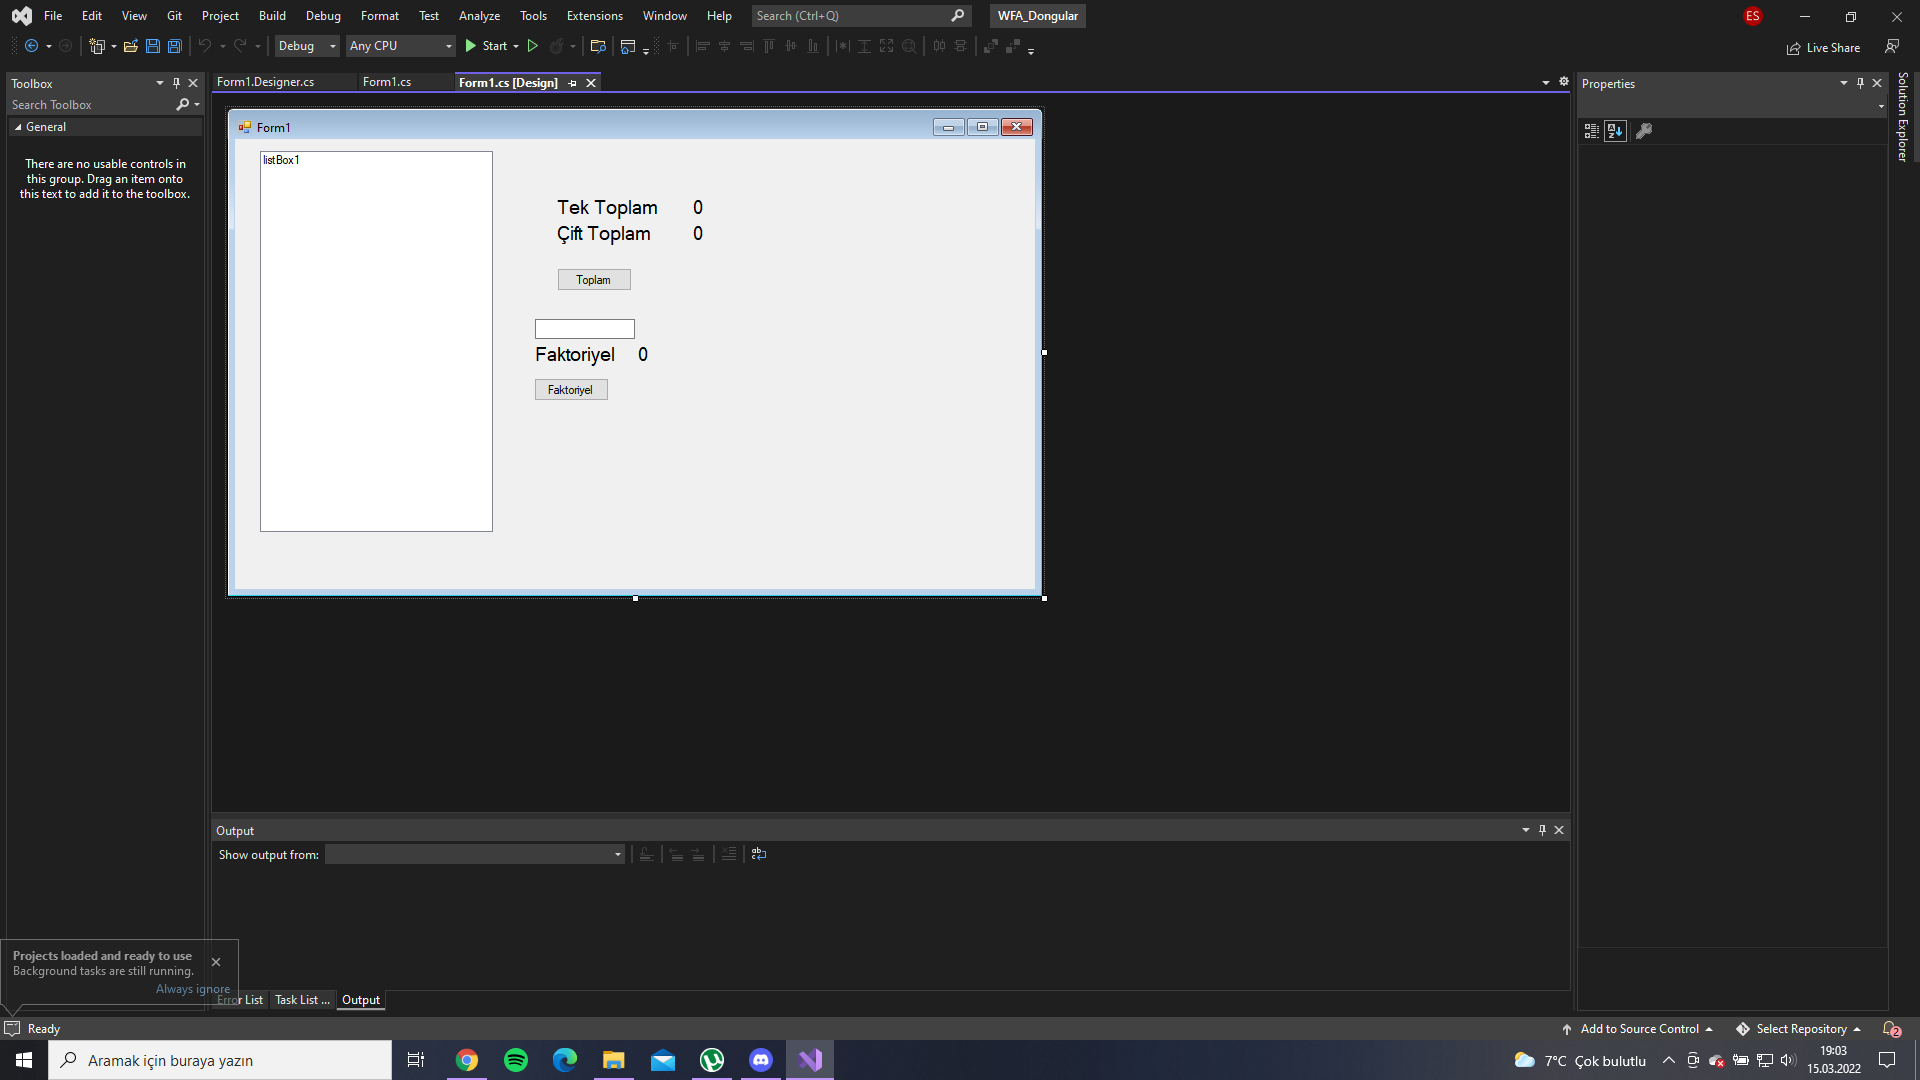 File Edit View Git Project Build Debug Format Test Analyze Tools Extensions Window Help Search (Ctrl+Q) WFA_Dongular ES
Debug Any CPU Start Live Share
Toolbox
Search Toolbox
General
There are no usable controls in
this group. Drag an item onto
this text to add it to the toolbox.
Form1.Designer.cs Form1.cs Form1.cs [Design]
Form1
listBox1
Tek Toplam 0
Çift Toplam 0
Toplam
Faktoriyel 0
Faktoriyel
Properties
Solution Explorer
Output
Show output from:
Projects loaded and ready to use
Background tasks are still running.
Always ignore
Error List Task List ... Output
Ready Add to Source Control Select Repository 2
Aramak için buraya yazın 7°C Çok bulutlu 19:03
15.03.2022